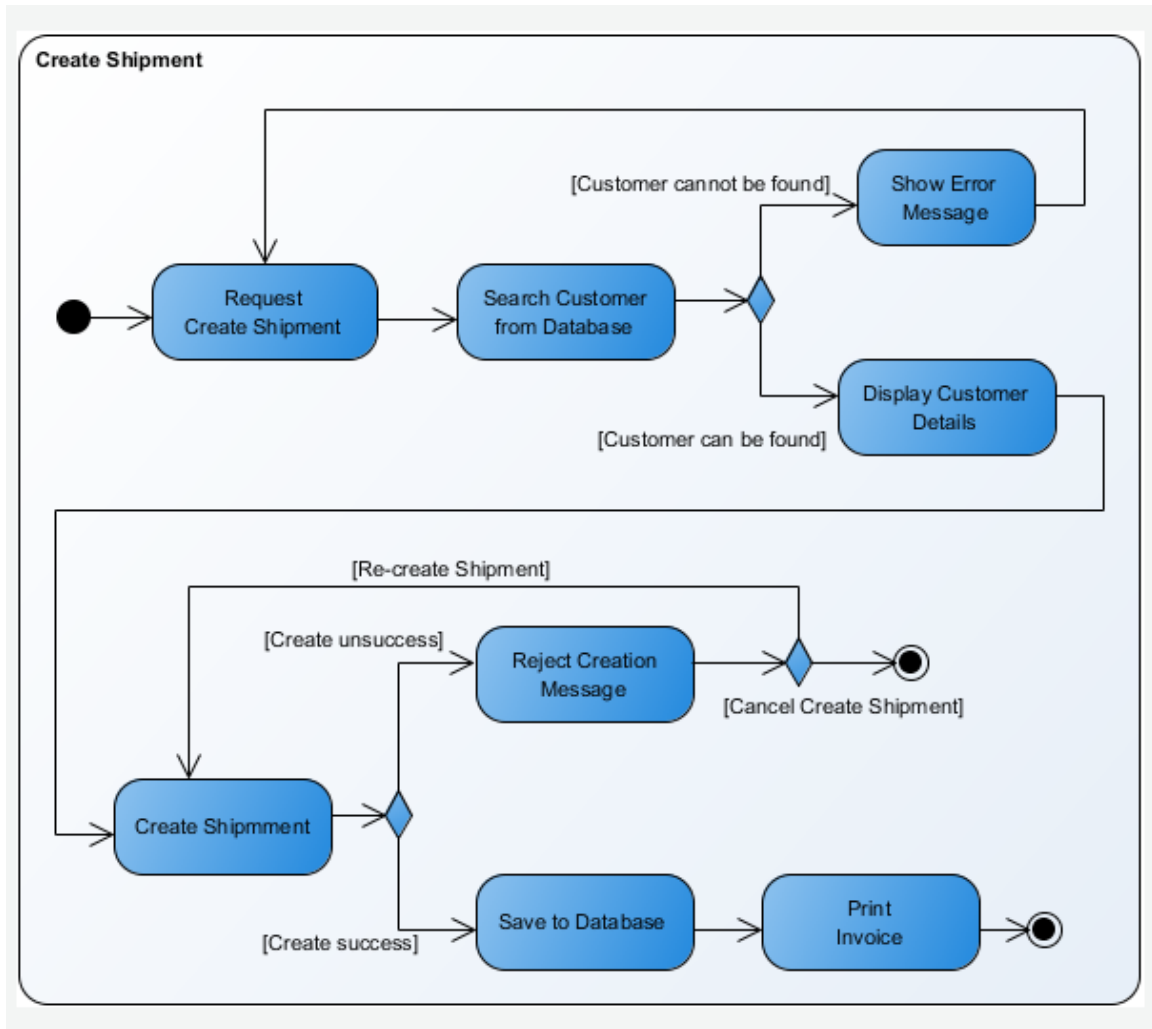 Create Shipment
[Customer cannot be found]
Show Error
Message
Request
Create Shipment
Search Customer
from Database
Display Customer
Details
[Customer can be found]
[Re-create Shipment]
[Create unsuccess]
Reject Creation
Message
[Cancel Create Shipment]
Create Shipmment
Save to Database
Print
Invoice
[Create success]